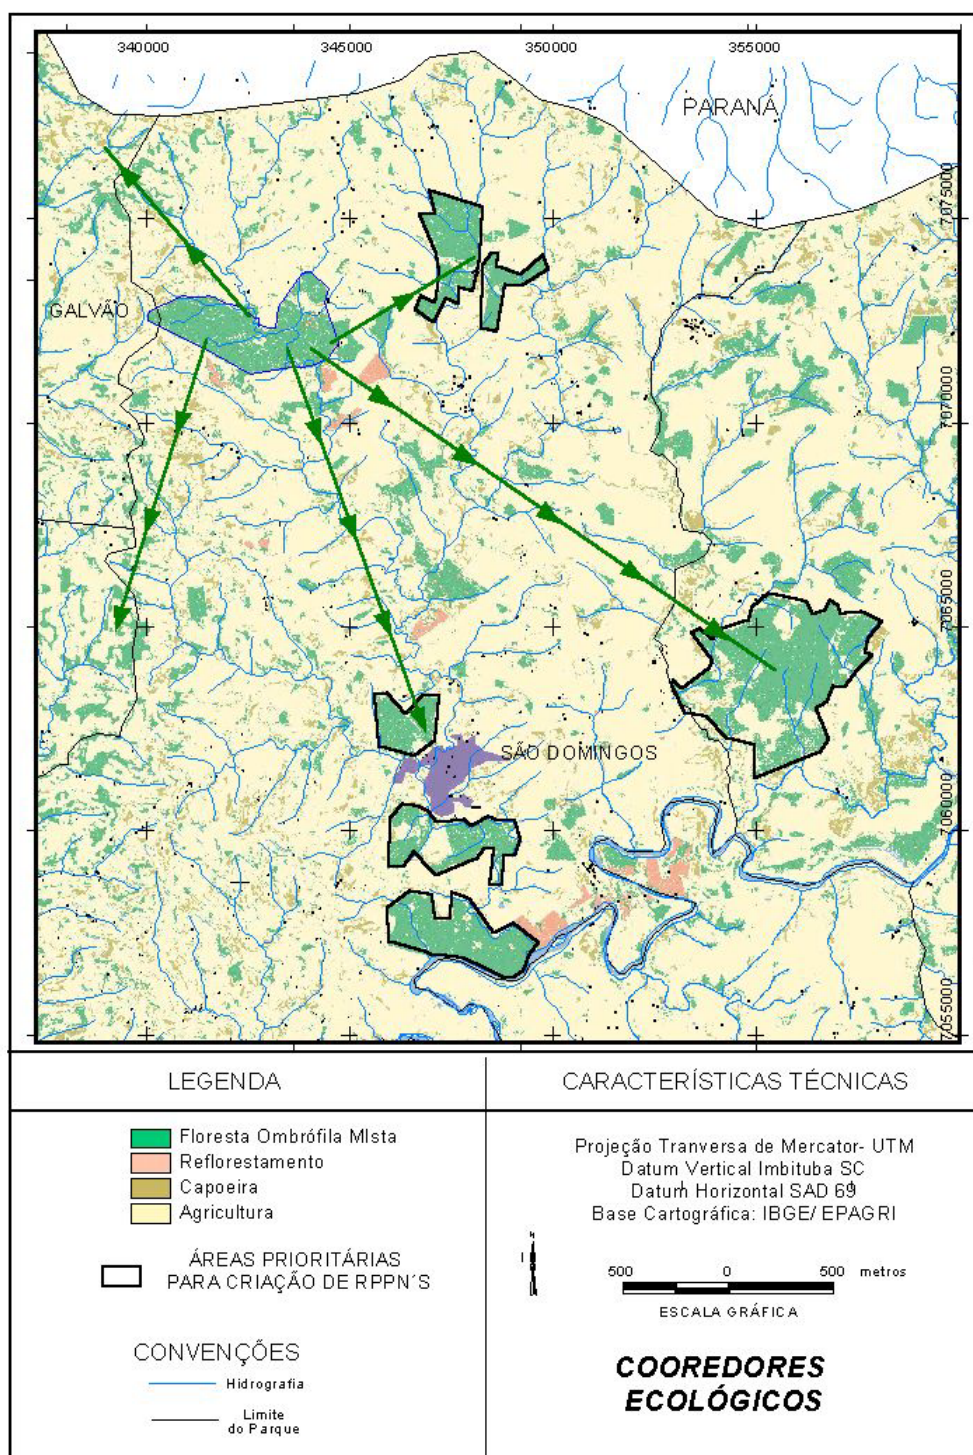 340000
345000
350000
355000
PARANÁ
7075000
GALVÃO
7070000
7065000
SÃO DOMINGOS
7060000
7055000
LEGENDA
Floresta Ombrófila MIsta
Reflorestamento
Capoeira
Agricultura
ÁREAS PRIORITÁRIAS
PARA CRIAÇÃO DE RPPN´S
CONVENÇÕES
Hidrografia
Limite
do Parque
CARACTERÍSTICAS TÉCNICAS
Projeção Tranversa de Mercator- UTM
Datum Vertical Imbituba SC
Datum Horizontal SAD 69
Base Cartográfica: IBGE/ EPAGRI
500 0 500 metros
ESCALA GRÁFICA
COOREDORES
ECOLÓGICOS